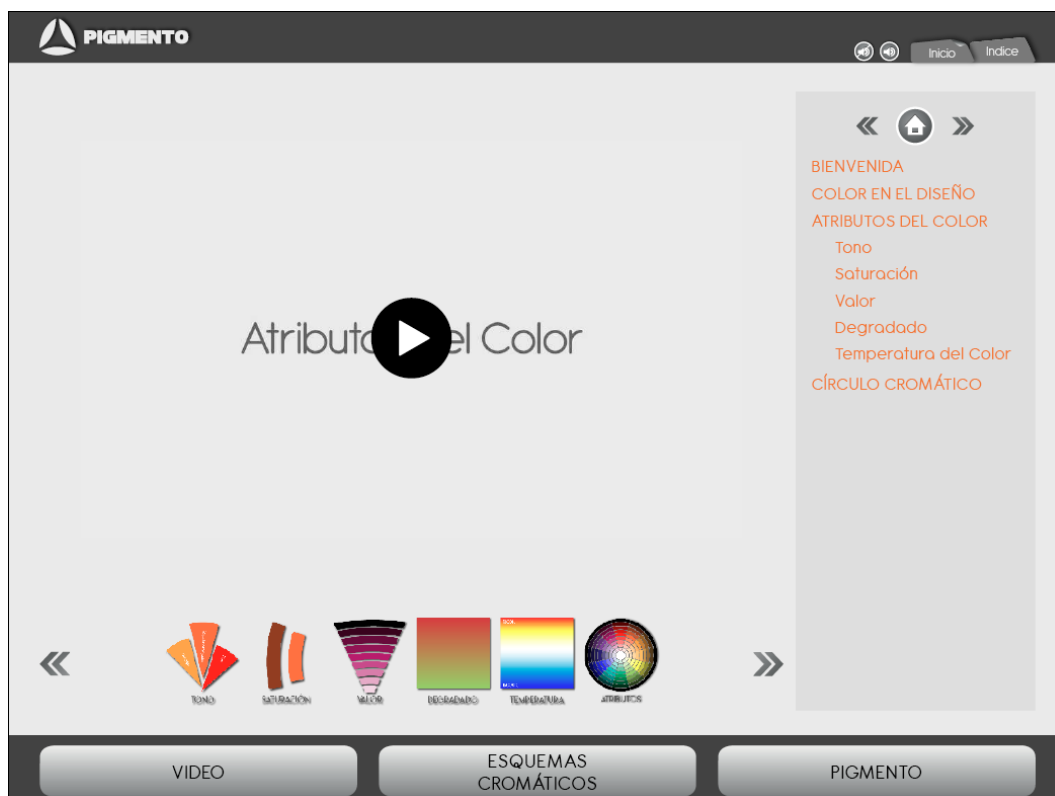 PIGMENTO
Inicio
Indice
BIENVENIDA
COLOR EN EL DISEÑO
ATRIBUTOS DEL COLOR
Tono
Saturación
Valor
Degradado
Temperatura del Color
CÍRCULO CROMÁTICO
del Color
TONO
SATURACIÓN
VALOR
DEGRADADO
TEMPERATURA
ATRIBUTOS
VIDEO
ESQUEMAS
CROMÁTICOS
PIGMENTO